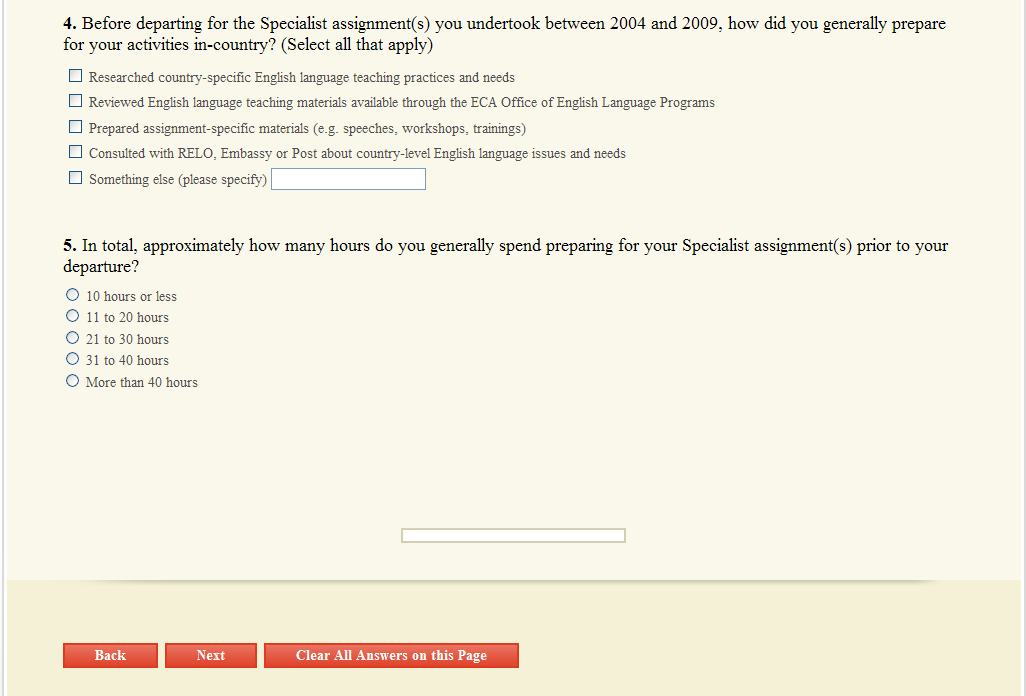 4. Before departing for the Specialist assignment(s) you undertook between 2004 and 2009, how did you generally prepare
for your activities in-country? (Select all that apply)
Researched country-specific English language teaching practices and needs
Reviewed English language teaching materials available through the ECA Office of English Language Programs
Prepared assignment-specific materials (e.g. speeches, workshops, trainings)
Consulted with RELO, Embassy or Post about country-level English language issues and needs
Something else (please specify)
5. In total, approximately how many hours do you generally spend preparing for your Specialist assignment(s) prior to your
departure?
10 hours or less
11 to 20 hours
21 to 30 hours
31 to 40 hours
More than 40 hours
Back Next Clear All Answers on this Page